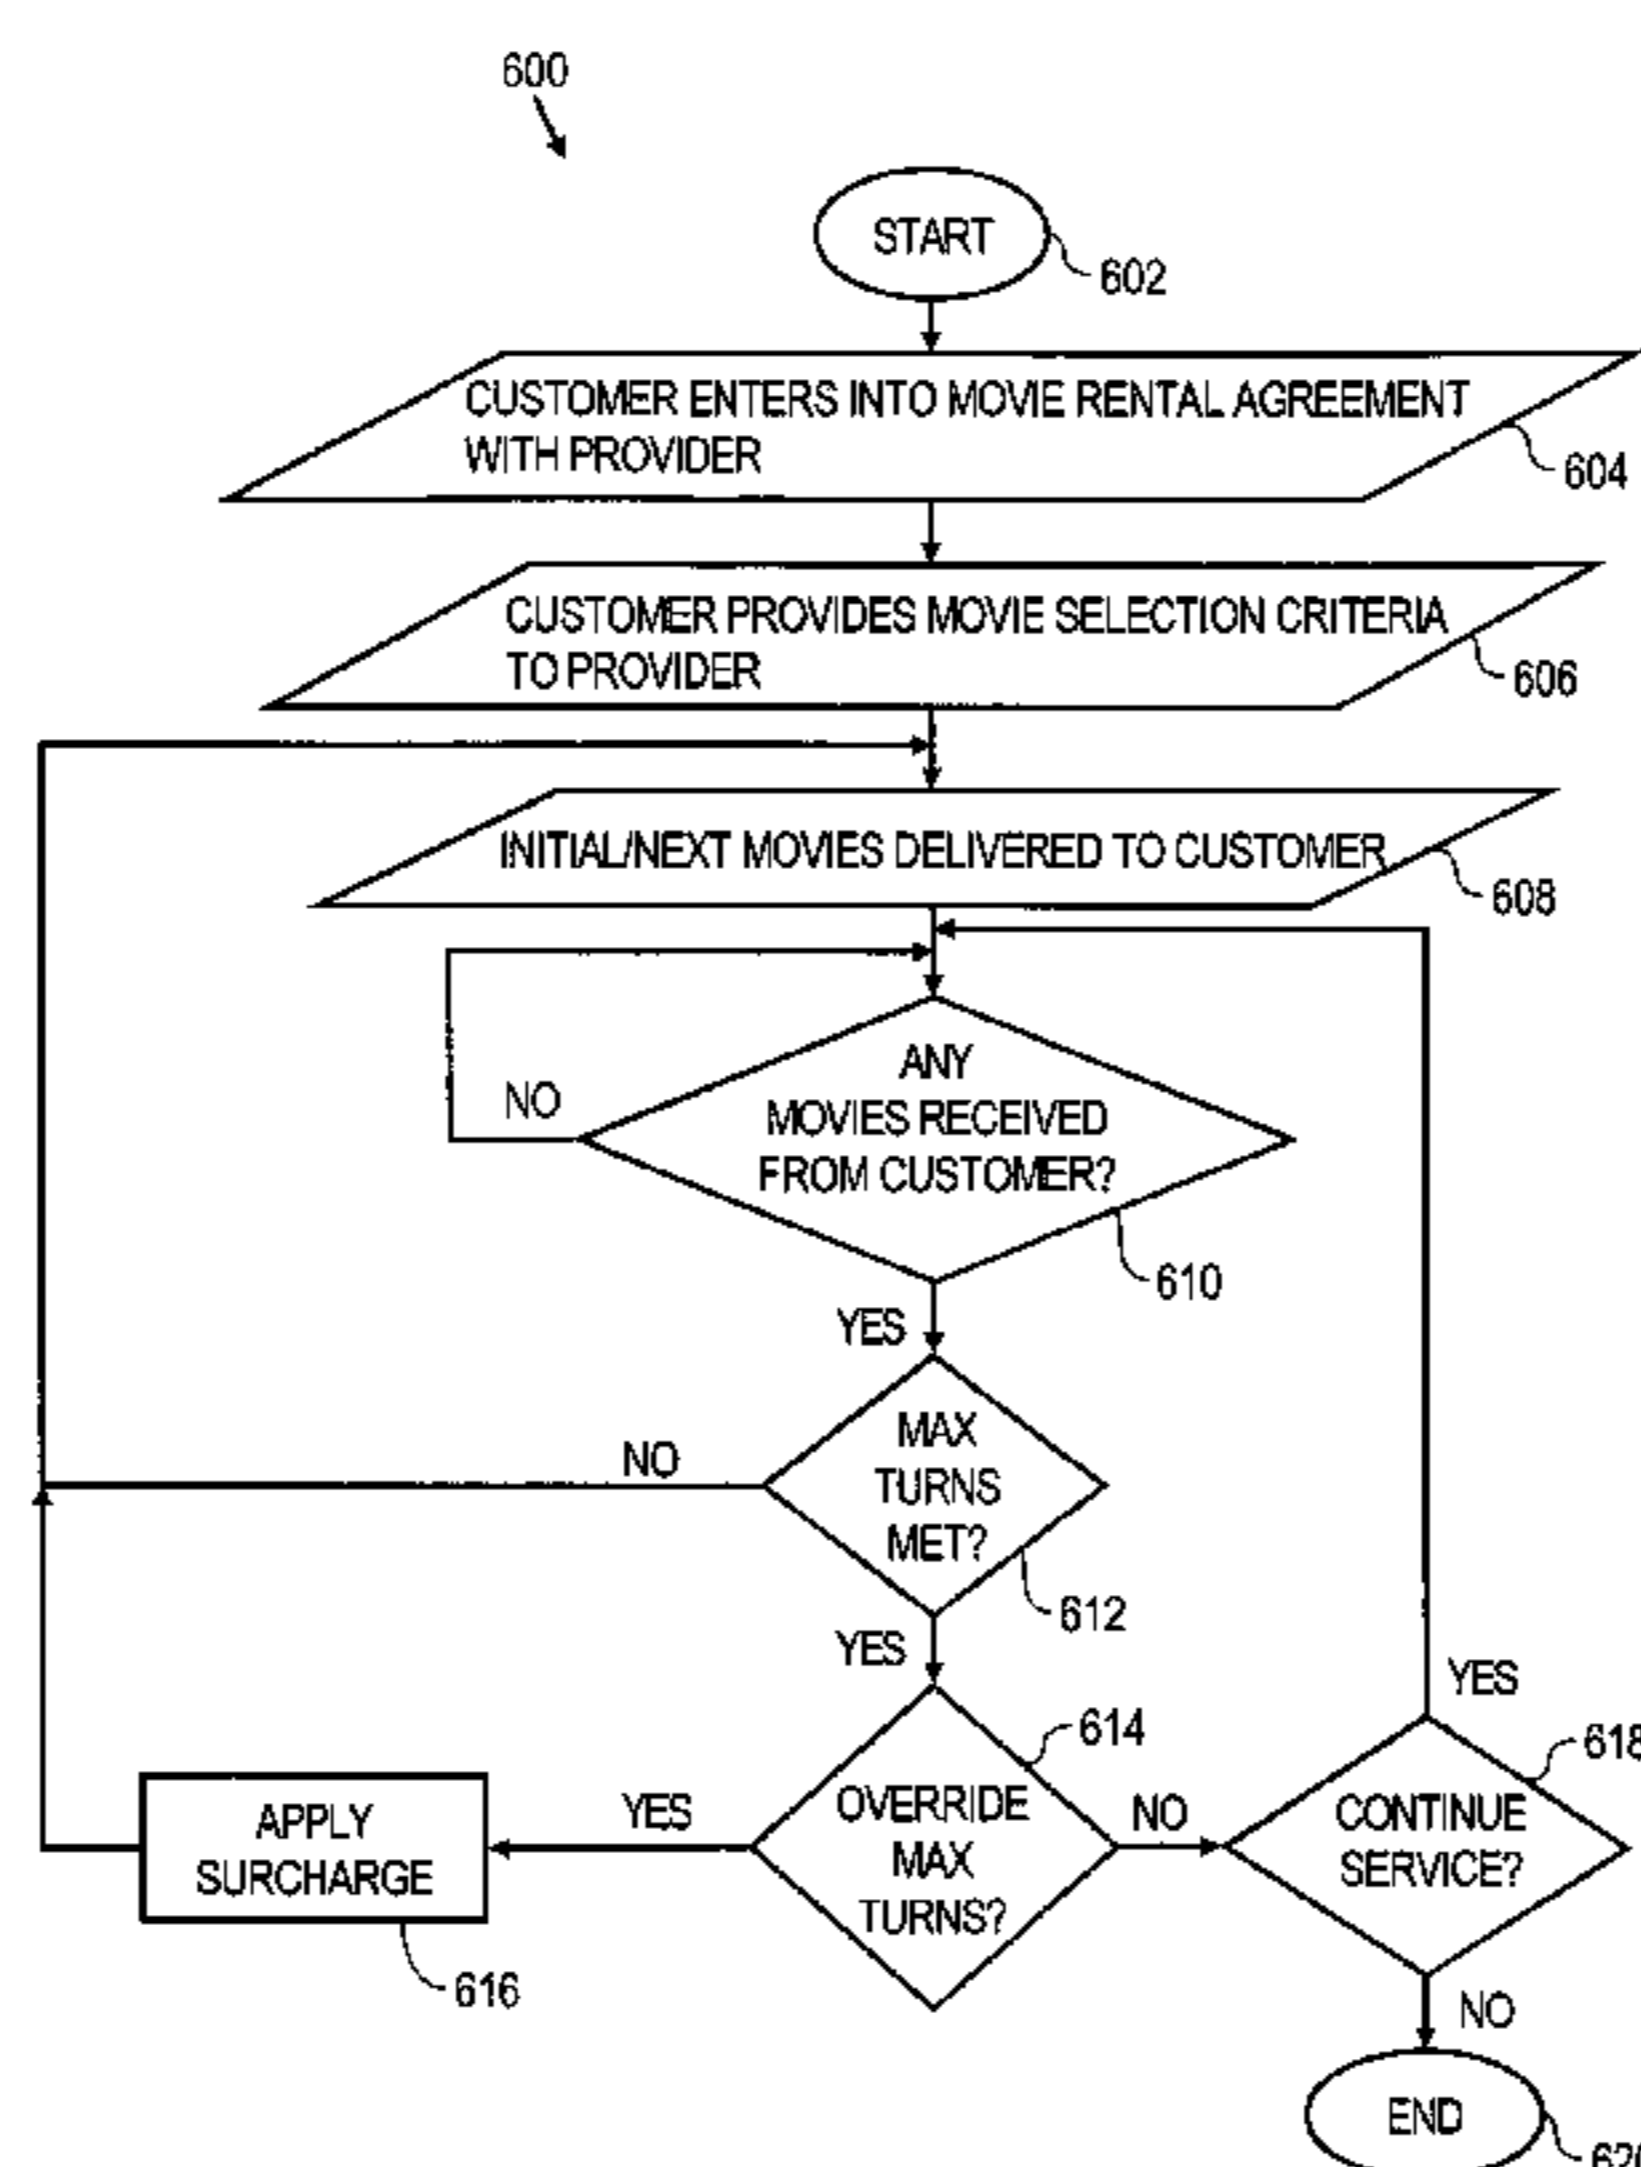 600
START
602
CUSTOMER ENTERS INTO MOVIE RENTAL AGREEMENT
WITH PROVIDER
604
CUSTOMER PROVIDES MOVIE SELECTION CRITERIA
TO PROVIDER
606
INITIAL/NEXT MOVIES DELIVERED TO CUSTOMER
608
ANY
MOVIES RECEIVED
FROM CUSTOMER?
NO
610
YES
MAX
TURNS
MET?
NO
612
YES
614
OVERRIDE
MAX
TURNS?
YES
NO
APPLY
SURCHARGE
616
YES
618
CONTINUE
SERVICE?
NO
END
620